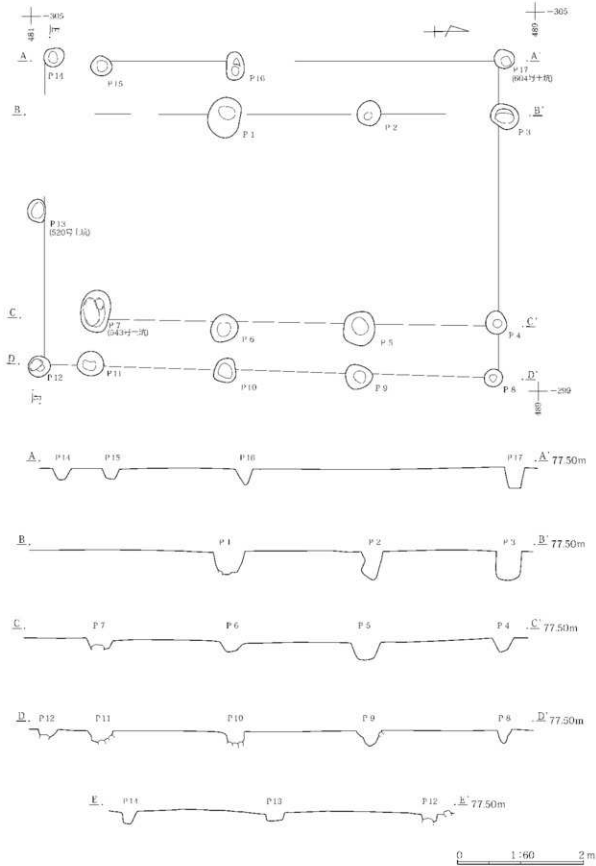 -305
-305
481
489
A
A'
P14
P15
P16
P17
B
B'
P1
P2
P3
P13
C
C'
P7
P6
P5
P4
D
D'
P12
P11
P10
P9
P8
-299
489
A P14 P15 P16 P17 A' 77.50m
B P1 P2 P3 B' 77.50m
C P7 P6 P5 P4 C' 77.50m
D P12 P11 P10 P9 P8 D' 77.50m
E P14 P13 P12 E' 77.50m
0 1:60 2m